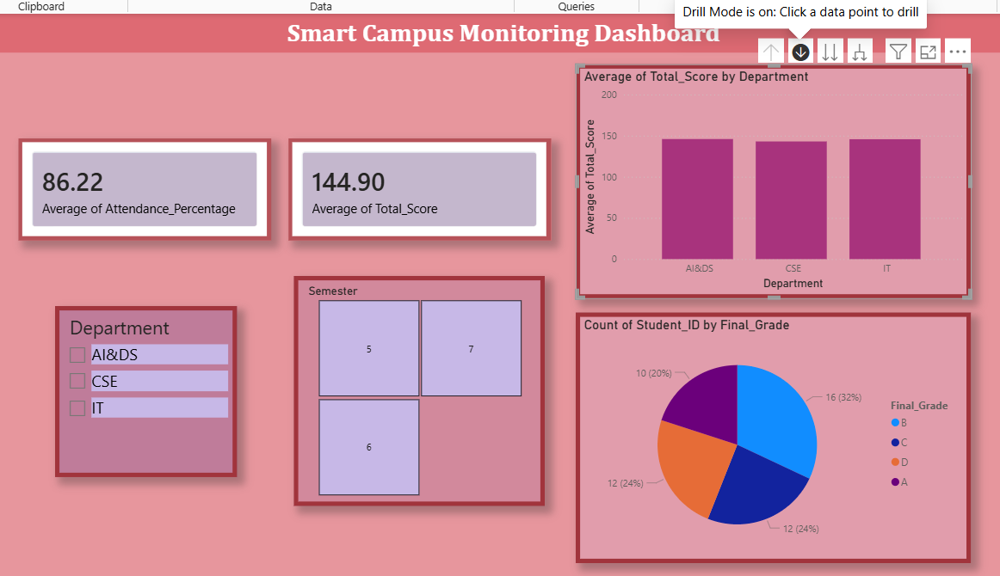 Clipboard
Data
Queries
Drill Mode is on: Click a data point to drill
Smart Campus Monitoring Dashboard
86.22
Average of Attendance_Percentage
144.90
Average of Total_Score
Average of Total_Score by Department
200
150
100
50
0
Average of Total_Score
AI&DS
CSE
IT
Department
Department
AI&DS
CSE
IT
Semester
5
7
6
Count of Student_ID by Final_Grade
10 (20%)
16 (32%)
12 (24%)
12 (24%)
Final_Grade
B
C
D
A